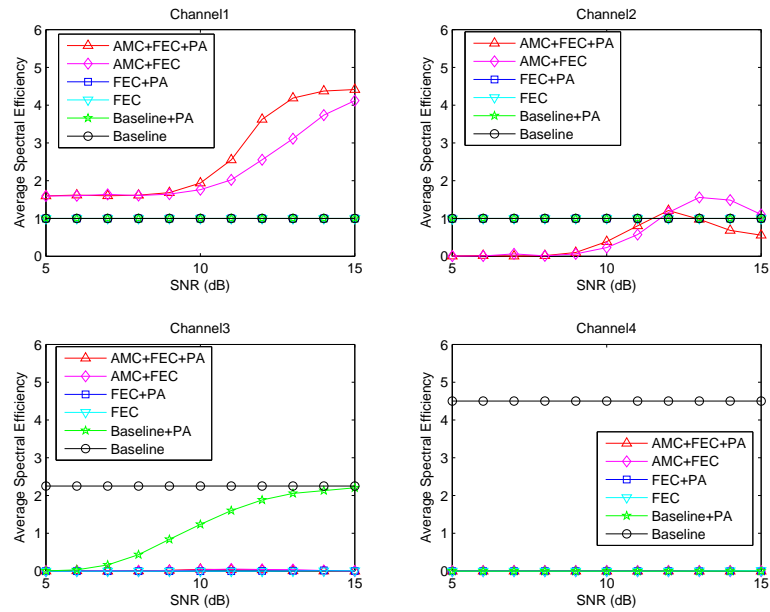 Channel1
6
5
4
3
2
1
0
5
10
15
SNR (dB)
Average Spectral Efficiency
AMC+FEC+PA
AMC+FEC
FEC+PA
FEC
Baseline+PA
Baseline
Channel2
6
5
4
3
2
1
0
5
10
15
SNR (dB)
Average Spectral Efficiency
AMC+FEC+PA
AMC+FEC
FEC+PA
FEC
Baseline+PA
Baseline
Channel3
6
5
4
3
2
1
0
5
10
15
SNR (dB)
Average Spectral Efficiency
AMC+FEC+PA
AMC+FEC
FEC+PA
FEC
Baseline+PA
Baseline
Channel4
6
5
4
3
2
1
0
5
10
15
SNR (dB)
Average Spectral Efficiency
AMC+FEC+PA
AMC+FEC
FEC+PA
FEC
Baseline+PA
Baseline